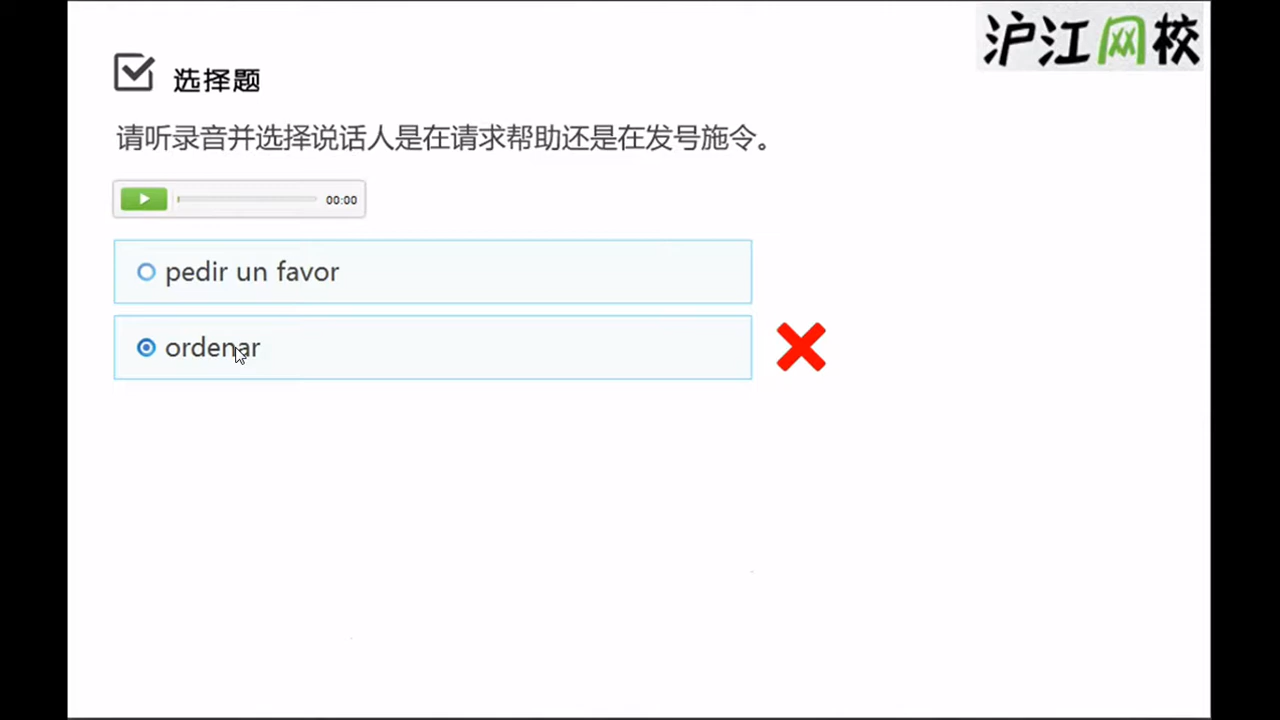 沪江网校
选择题
请听录音并选择说话人是在请求帮助还是在发号施令。
00:00
pedir un favor
ordenar